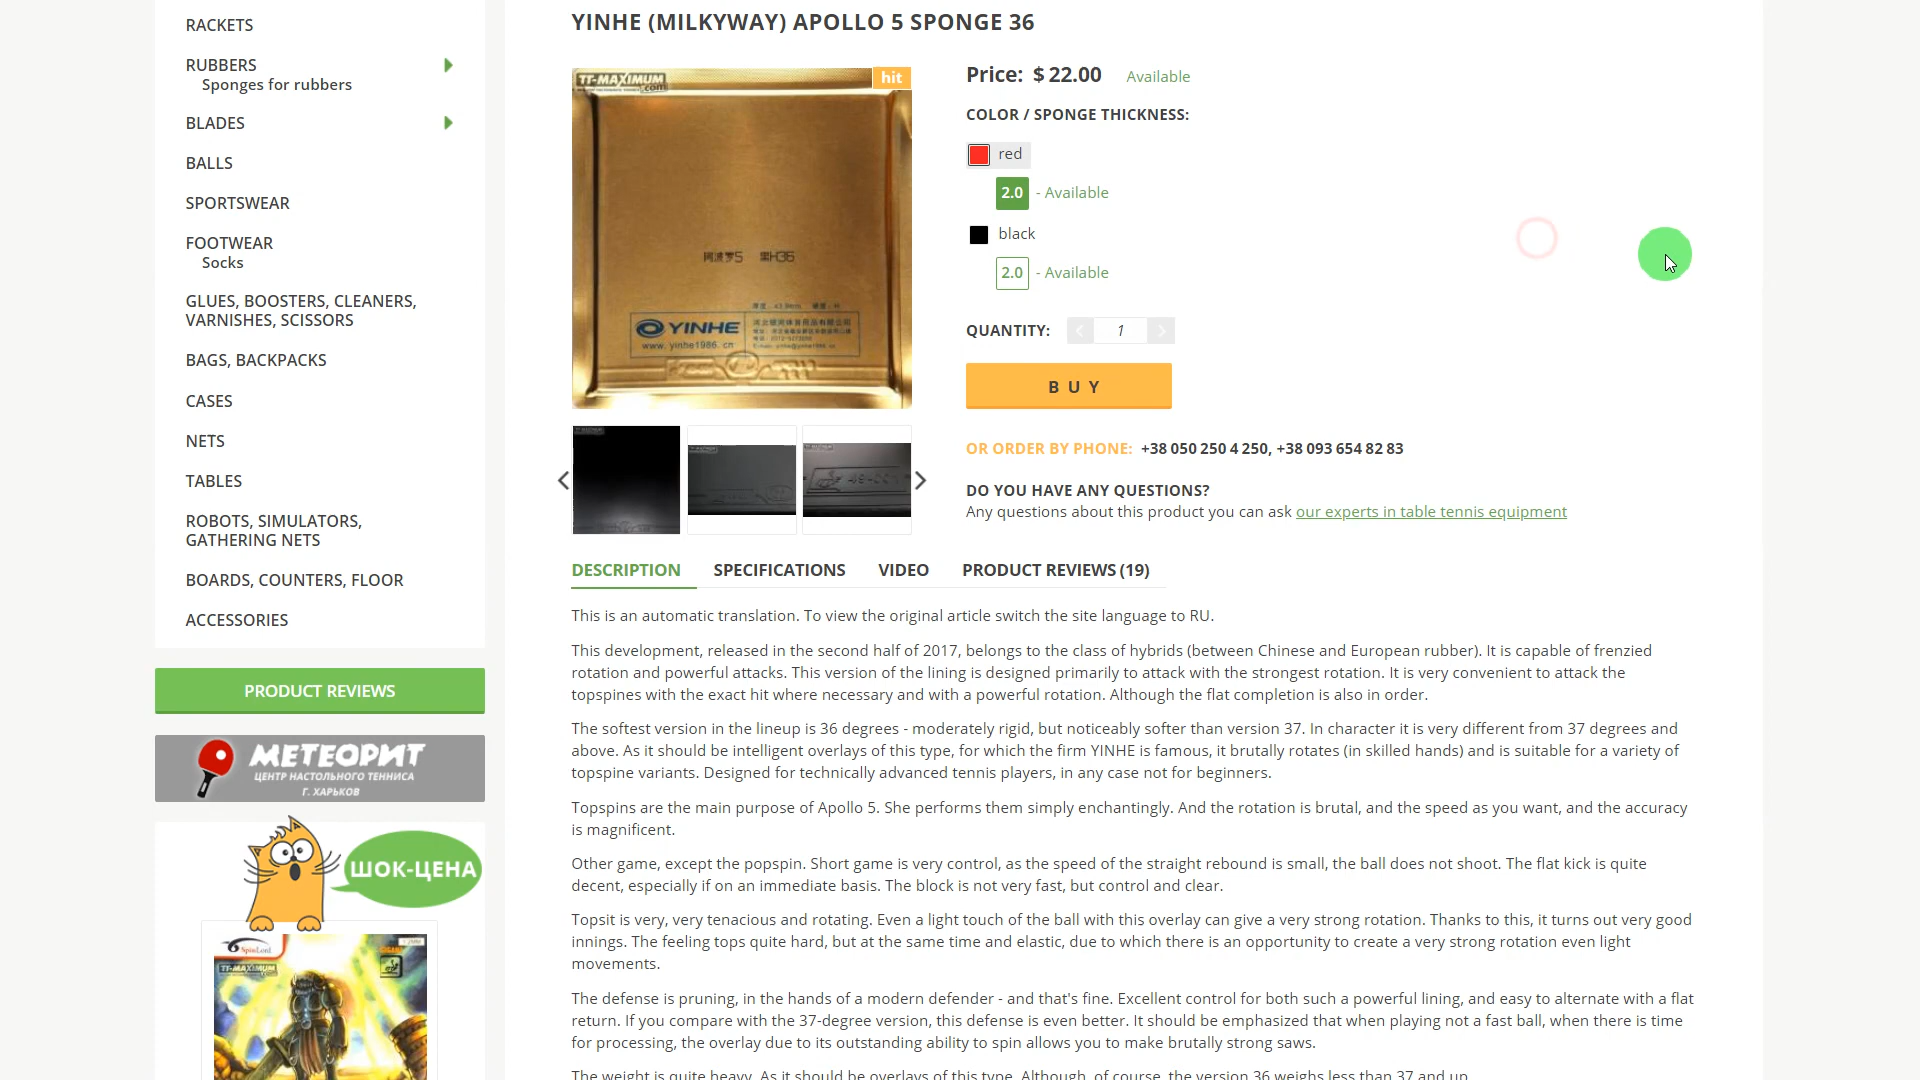 RACKETS
RUBBERS
Sponges for rubbers
BLADES
BALLS
SPORTSWEAR
FOOTWEAR
Socks
GLUES, BOOSTERS, CLEANERS,
VARNISHES, SCISSORS
BAGS, BACKPACKS
CASES
NETS
TABLES
ROBOTS, SIMULATORS,
GATHERING NETS
BOARDS, COUNTERS, FLOOR
ACCESSORIES
PRODUCT REVIEWS
МЕТЕОРИТ
ЦЕНТР НАСТОЛЬНОГО ТЕННИСА
Г. ХАРЬКОВ
ШОК-ЦЕНА
SpinLord
TT-MAXIMUM
YINHE (MILKYWAY) APOLLO 5 SPONGE 36
TT-MAXIMUM
.com
hit
阿波罗5
YINHE
www. yinhe1986. cn
Price: $ 22.00 Available
COLOR / SPONGE THICKNESS:
red
2.0 - Available
black
2.0 - Available
QUANTITY: 1
BUY
OR ORDER BY PHONE: +38 050 250 4 250, +38 093 654 82 83
DO YOU HAVE ANY QUESTIONS?
Any questions about this product you can ask our experts in table tennis equipment
DESCRIPTION SPECIFICATIONS VIDEO PRODUCT REVIEWS (19)
This is an automatic translation. To view the original article switch the site language to RU.
This development, released in the second half of 2017, belongs to the class of hybrids (between Chinese and European rubber). It is capable of frenzied
rotation and powerful attacks. This version of the lining is designed primarily to attack with the strongest rotation. It is very convenient to attack the
topspines with the exact hit where necessary and with a powerful rotation. Although the flat completion is also in order.
The softest version in the lineup is 36 degrees - moderately rigid, but noticeably softer than version 37. In character it is very different from 37 degrees and
above. As it should be intelligent overlays of this type, for which the firm YINHE is famous, it brutally rotates (in skilled hands) and is suitable for a variety of
topspine variants. Designed for technically advanced tennis players, in any case not for beginners.
Topspins are the main purpose of Apollo 5. She performs them simply enchantingly. And the rotation is brutal, and the speed as you want, and the accuracy
is magnificent.
Other game, except the popspin. Short game is very control, as the speed of the straight rebound is small, the ball does not shoot. The flat kick is quite
decent, especially if on an immediate basis. The block is not very fast, but control and clear.
Topsit is very, very tenacious and rotating. Even a light touch of the ball with this overlay can give a very strong rotation. Thanks to this, it turns out very good
innings. The feeling tops quite hard, but at the same time and elastic, due to which there is an opportunity to create a very strong rotation even light
movements.
The defense is pruning, in the hands of a modern defender - and that's fine. Excellent control for both such a powerful lining, and easy to alternate with a flat
return. If you compare with the 37-degree version, this defense is even better. It should be emphasized that when playing not a fast ball, when there is time
for processing, the overlay due to its outstanding ability to spin allows you to make brutally strong saws.
The weight is quite heavy. As it should be overlays of this type. Although, of course, the version 36 weighs less than 37 and up.